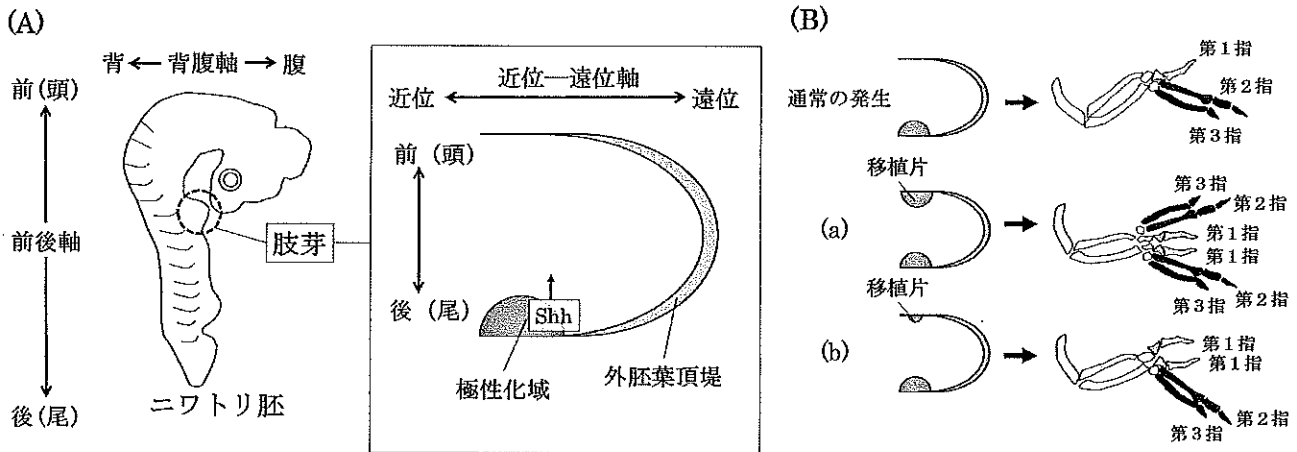 (A)
背 背腹軸 腹
前(頭)
前後軸
後(尾)
ニワトリ胚
肢芽
近位―遠位軸
近位 遠位
前 (頭)
後 (尾)
Shh
極性化域
外胚葉頂堤
(B)
通常の発生
第1指
第2指
第3指
移植片
(a)
第3指
第2指
第1指
第1指
第2指
第3指
移植片
(b)
第1指
第1指
第2指
第3指